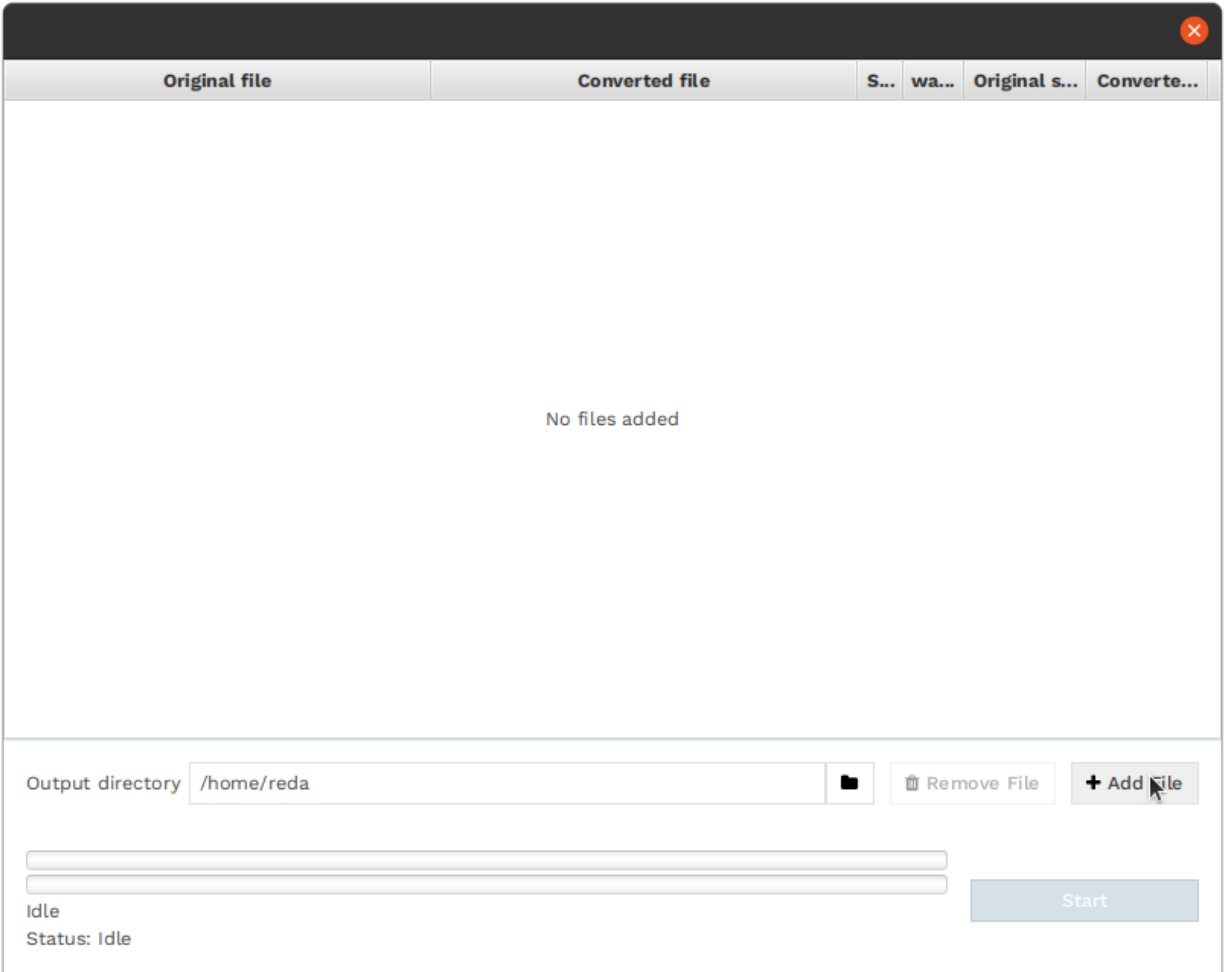 Original file Converted file S... wa... Original s... Converte...
No files added
Output directory /home/reda Remove File Add File
Start
Idle
Status: Idle